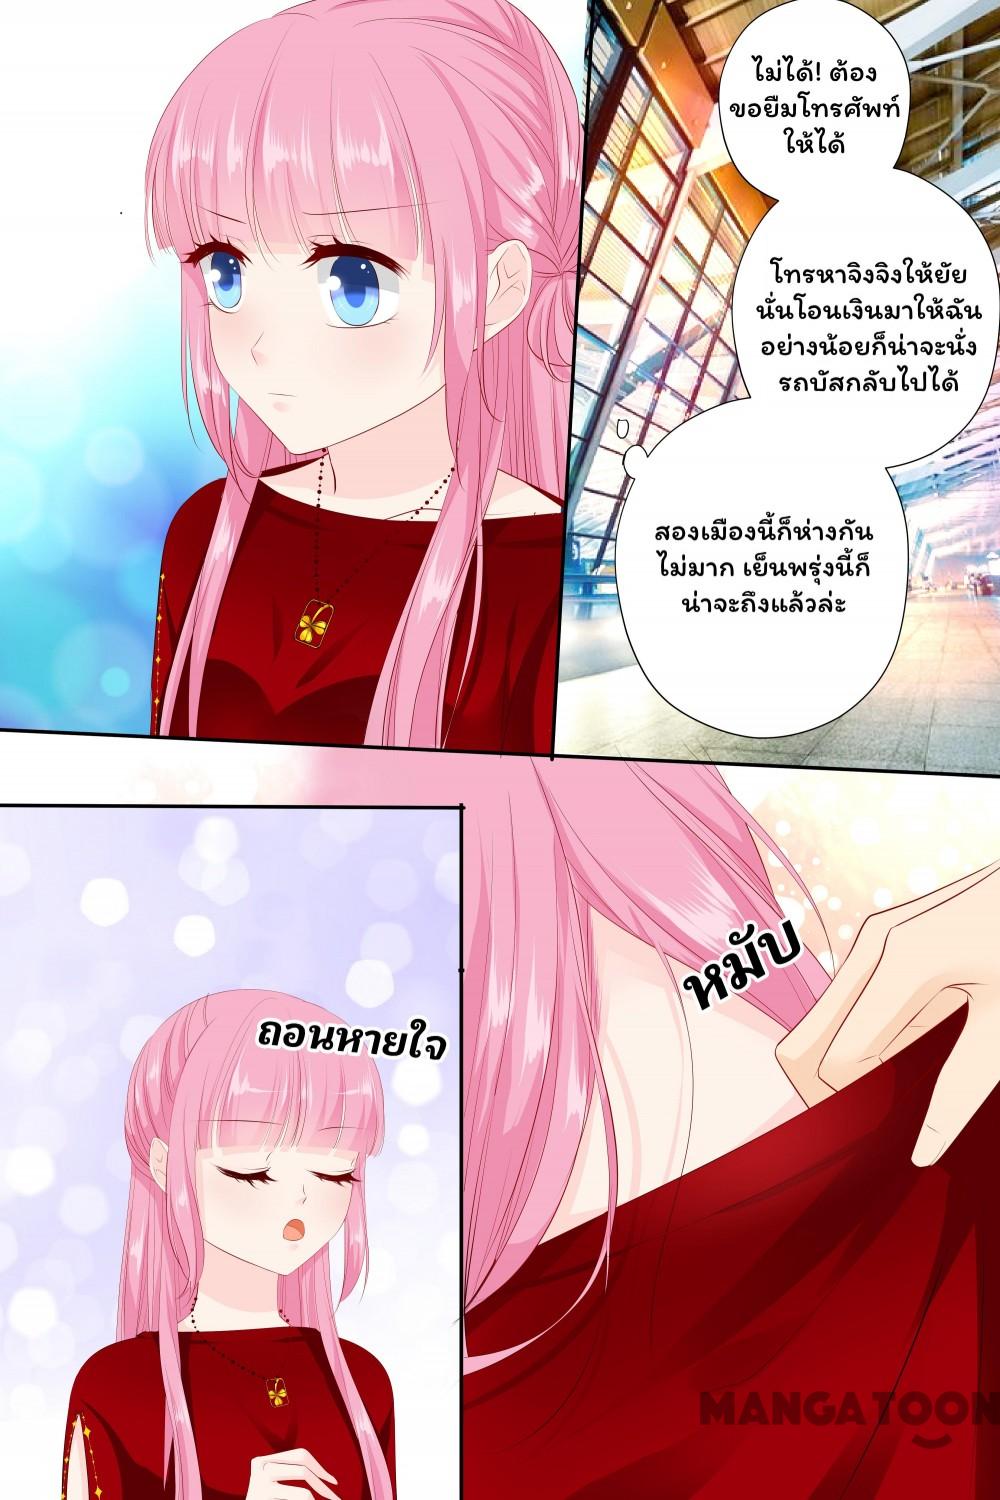 ไม่ได้! ต้อง
ขอยืมโทรศัพท์
ให้ได้
โทรหาจิงจิงให้ยัย
นั่นโอนเงินมาให้ฉัน
อย่างน้อยก็น่าจะนั่ง
รถบัสกลับไปได้
สองเมืองนี้ก็ห่างกัน
ไม่มาก เย็นพรุ่งนี้ก็
น่าจะถึงแล้วล่ะ
หมับ
ถอนหายใจ
MANGATOON